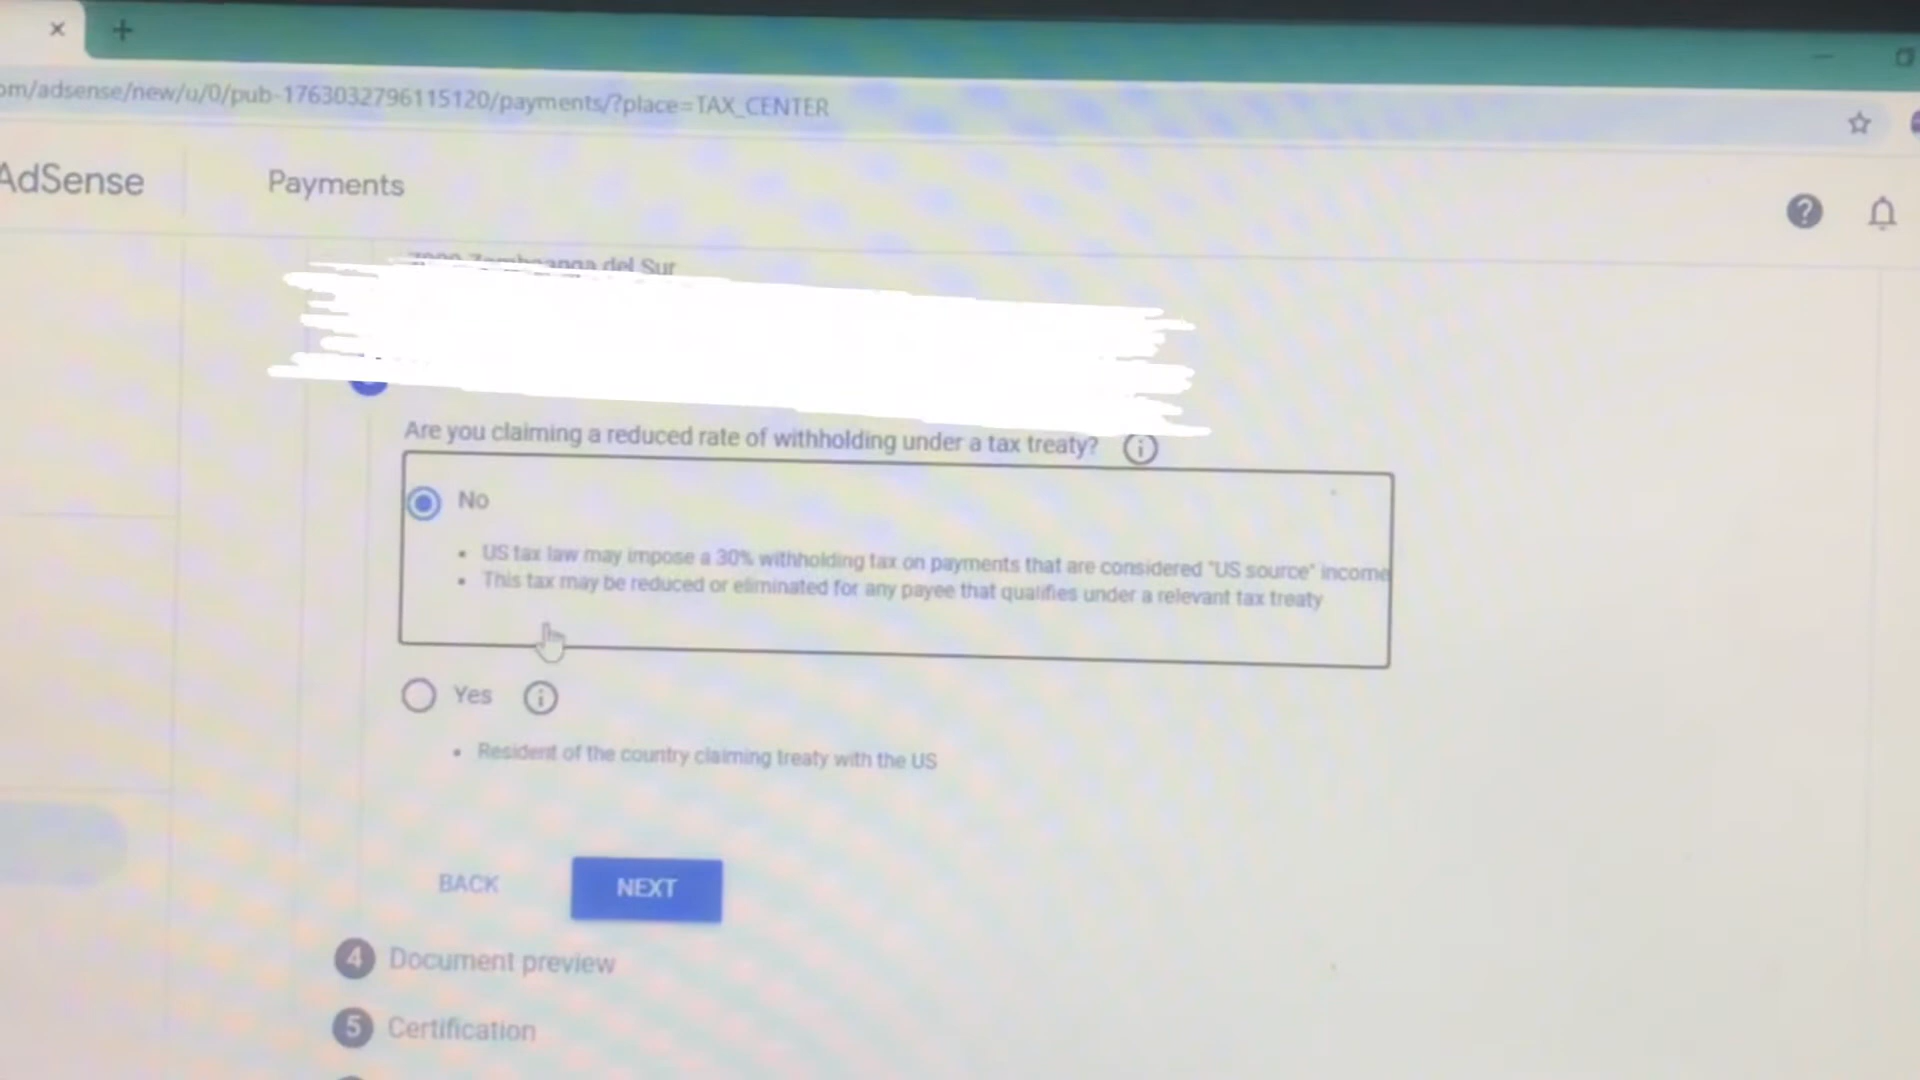 om/adsense/new/u/0/pub-1763032796115120/payments/?place=TAX_CENTER
AdSense
Payments
del Sur
Are you claiming a reduced rate of withholding under a tax treaty?
No
• US tax law may impose a 30% withholding tax on payments that are considered "US source" income
• This tax may be reduced or eliminated for any payee that qualifies under a relevant tax treaty
Yes
• Resident of the country claiming treaty with the US
BACK
NEXT
4 Document preview
5 Certification